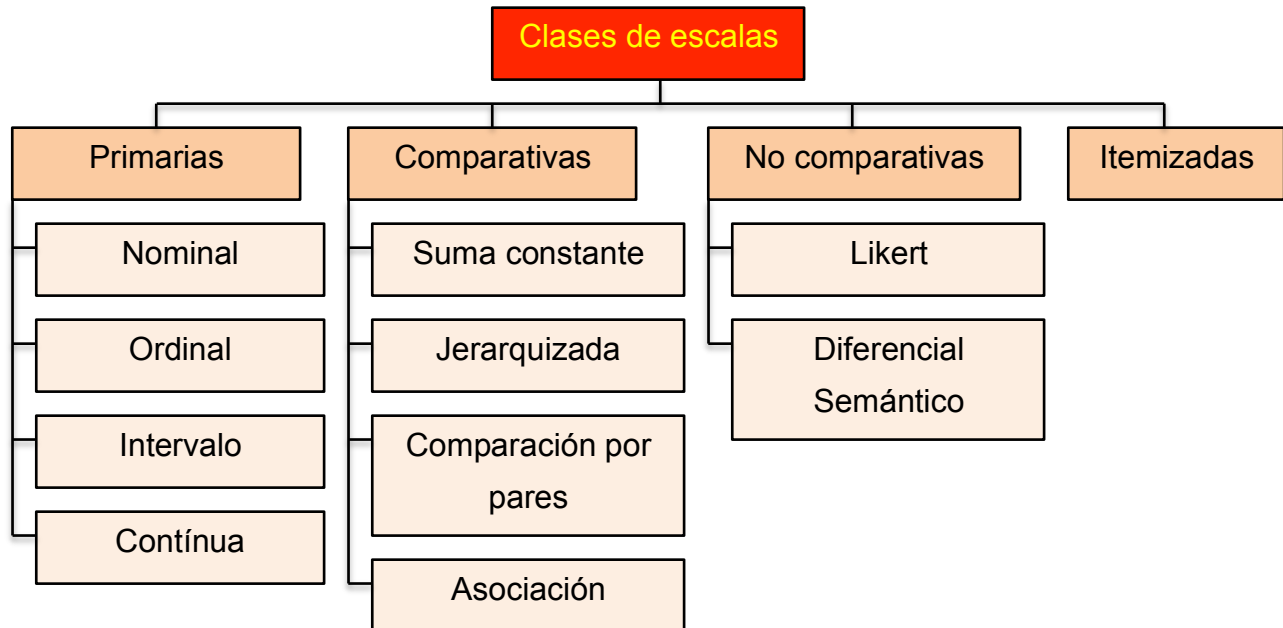 Clases de escalas
Primarias
Comparativas
No comparativas
Itemizadas
Nominal
Ordinal
Intervalo
Contínua
Suma constante
Jerarquizada
Comparación por
pares
Asociación
Likert
Diferencial
Semántico